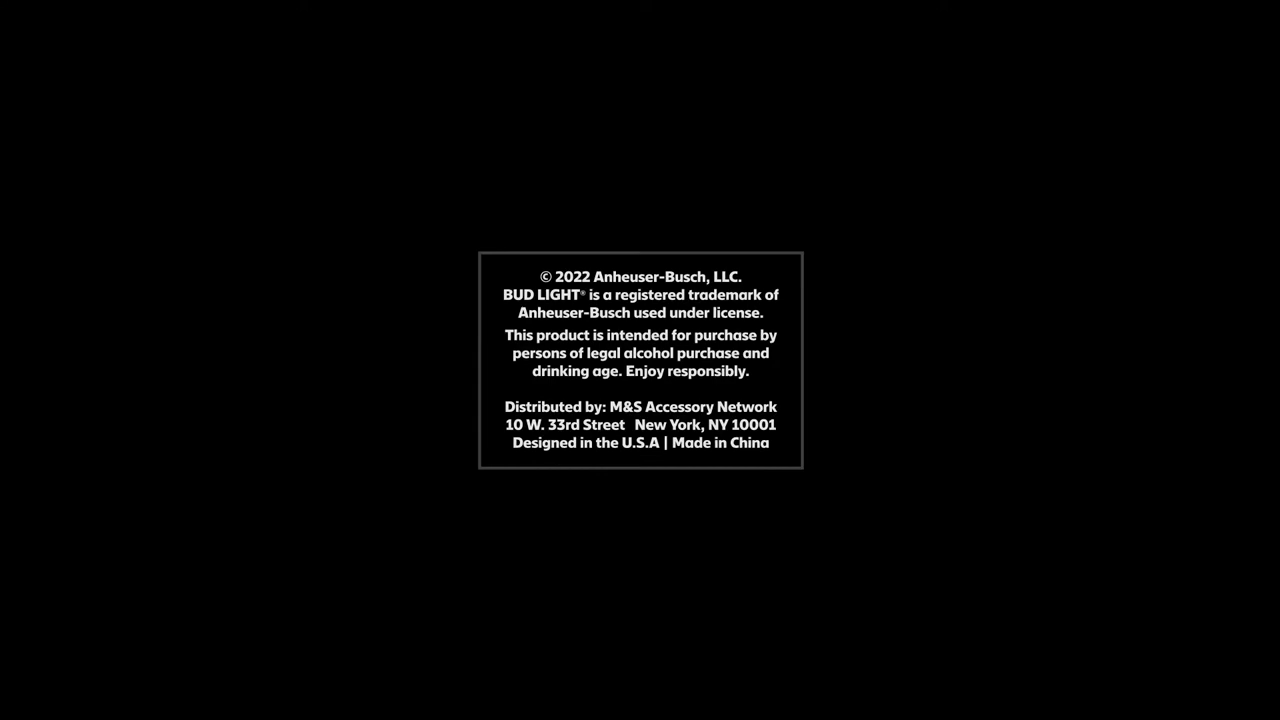 © 2022 Anheuser-Busch, LLC.
BUD LIGHT® is a registered trademark of
Anheuser-Busch used under license.
This product is intended for purchase by
persons of legal alcohol purchase and
drinking age. Enjoy responsibly.
Distributed by: M&S Accessory Network
10 W. 33rd Street New York, NY 10001
Designed in the U.S.A | Made in China